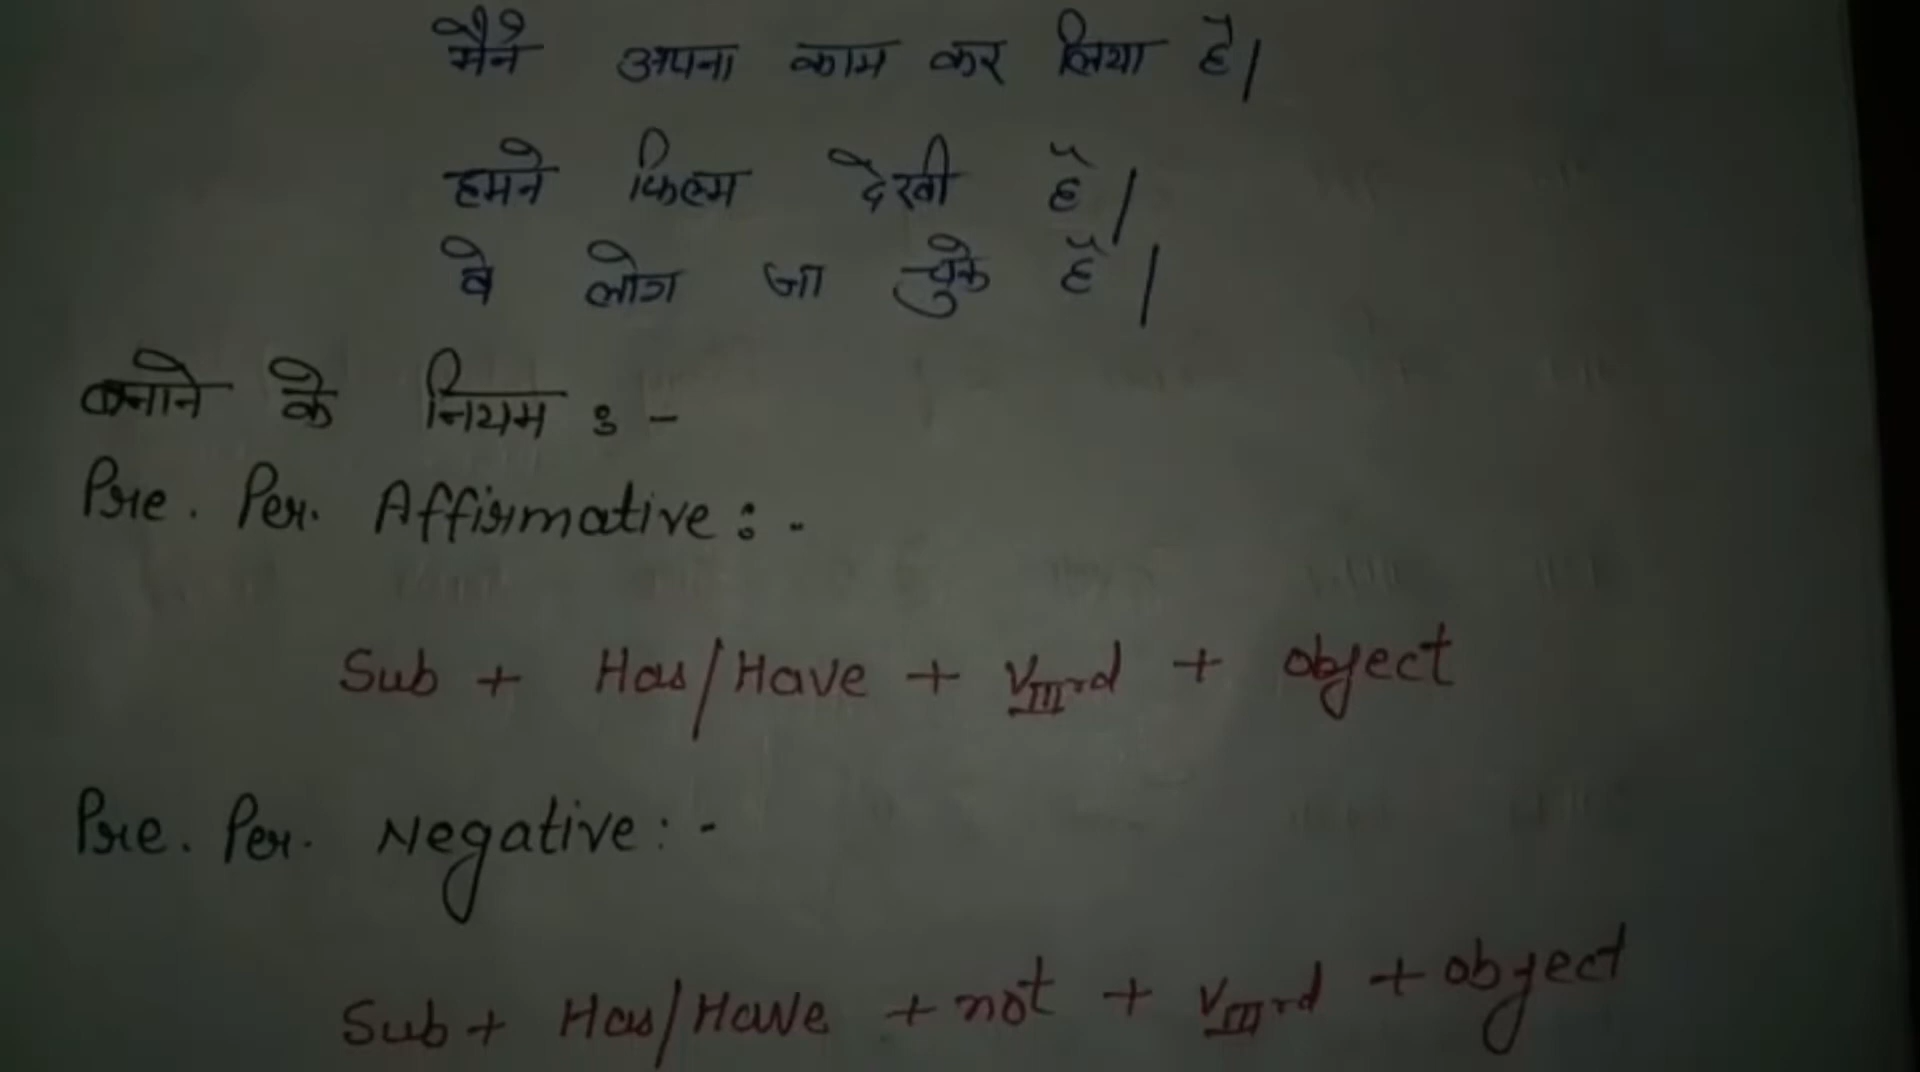 मैने अपना काम कर लिया है।
हमने फिल्म देखी है।
वे लोग जा चुके है।
बनाने के नियम :-
Pre. Per. Affirmative :-
Sub + Has/Have + VIIIrd + object
Pre. Per. Negative :-
Sub + Has/Have + not + VIIIrd + object